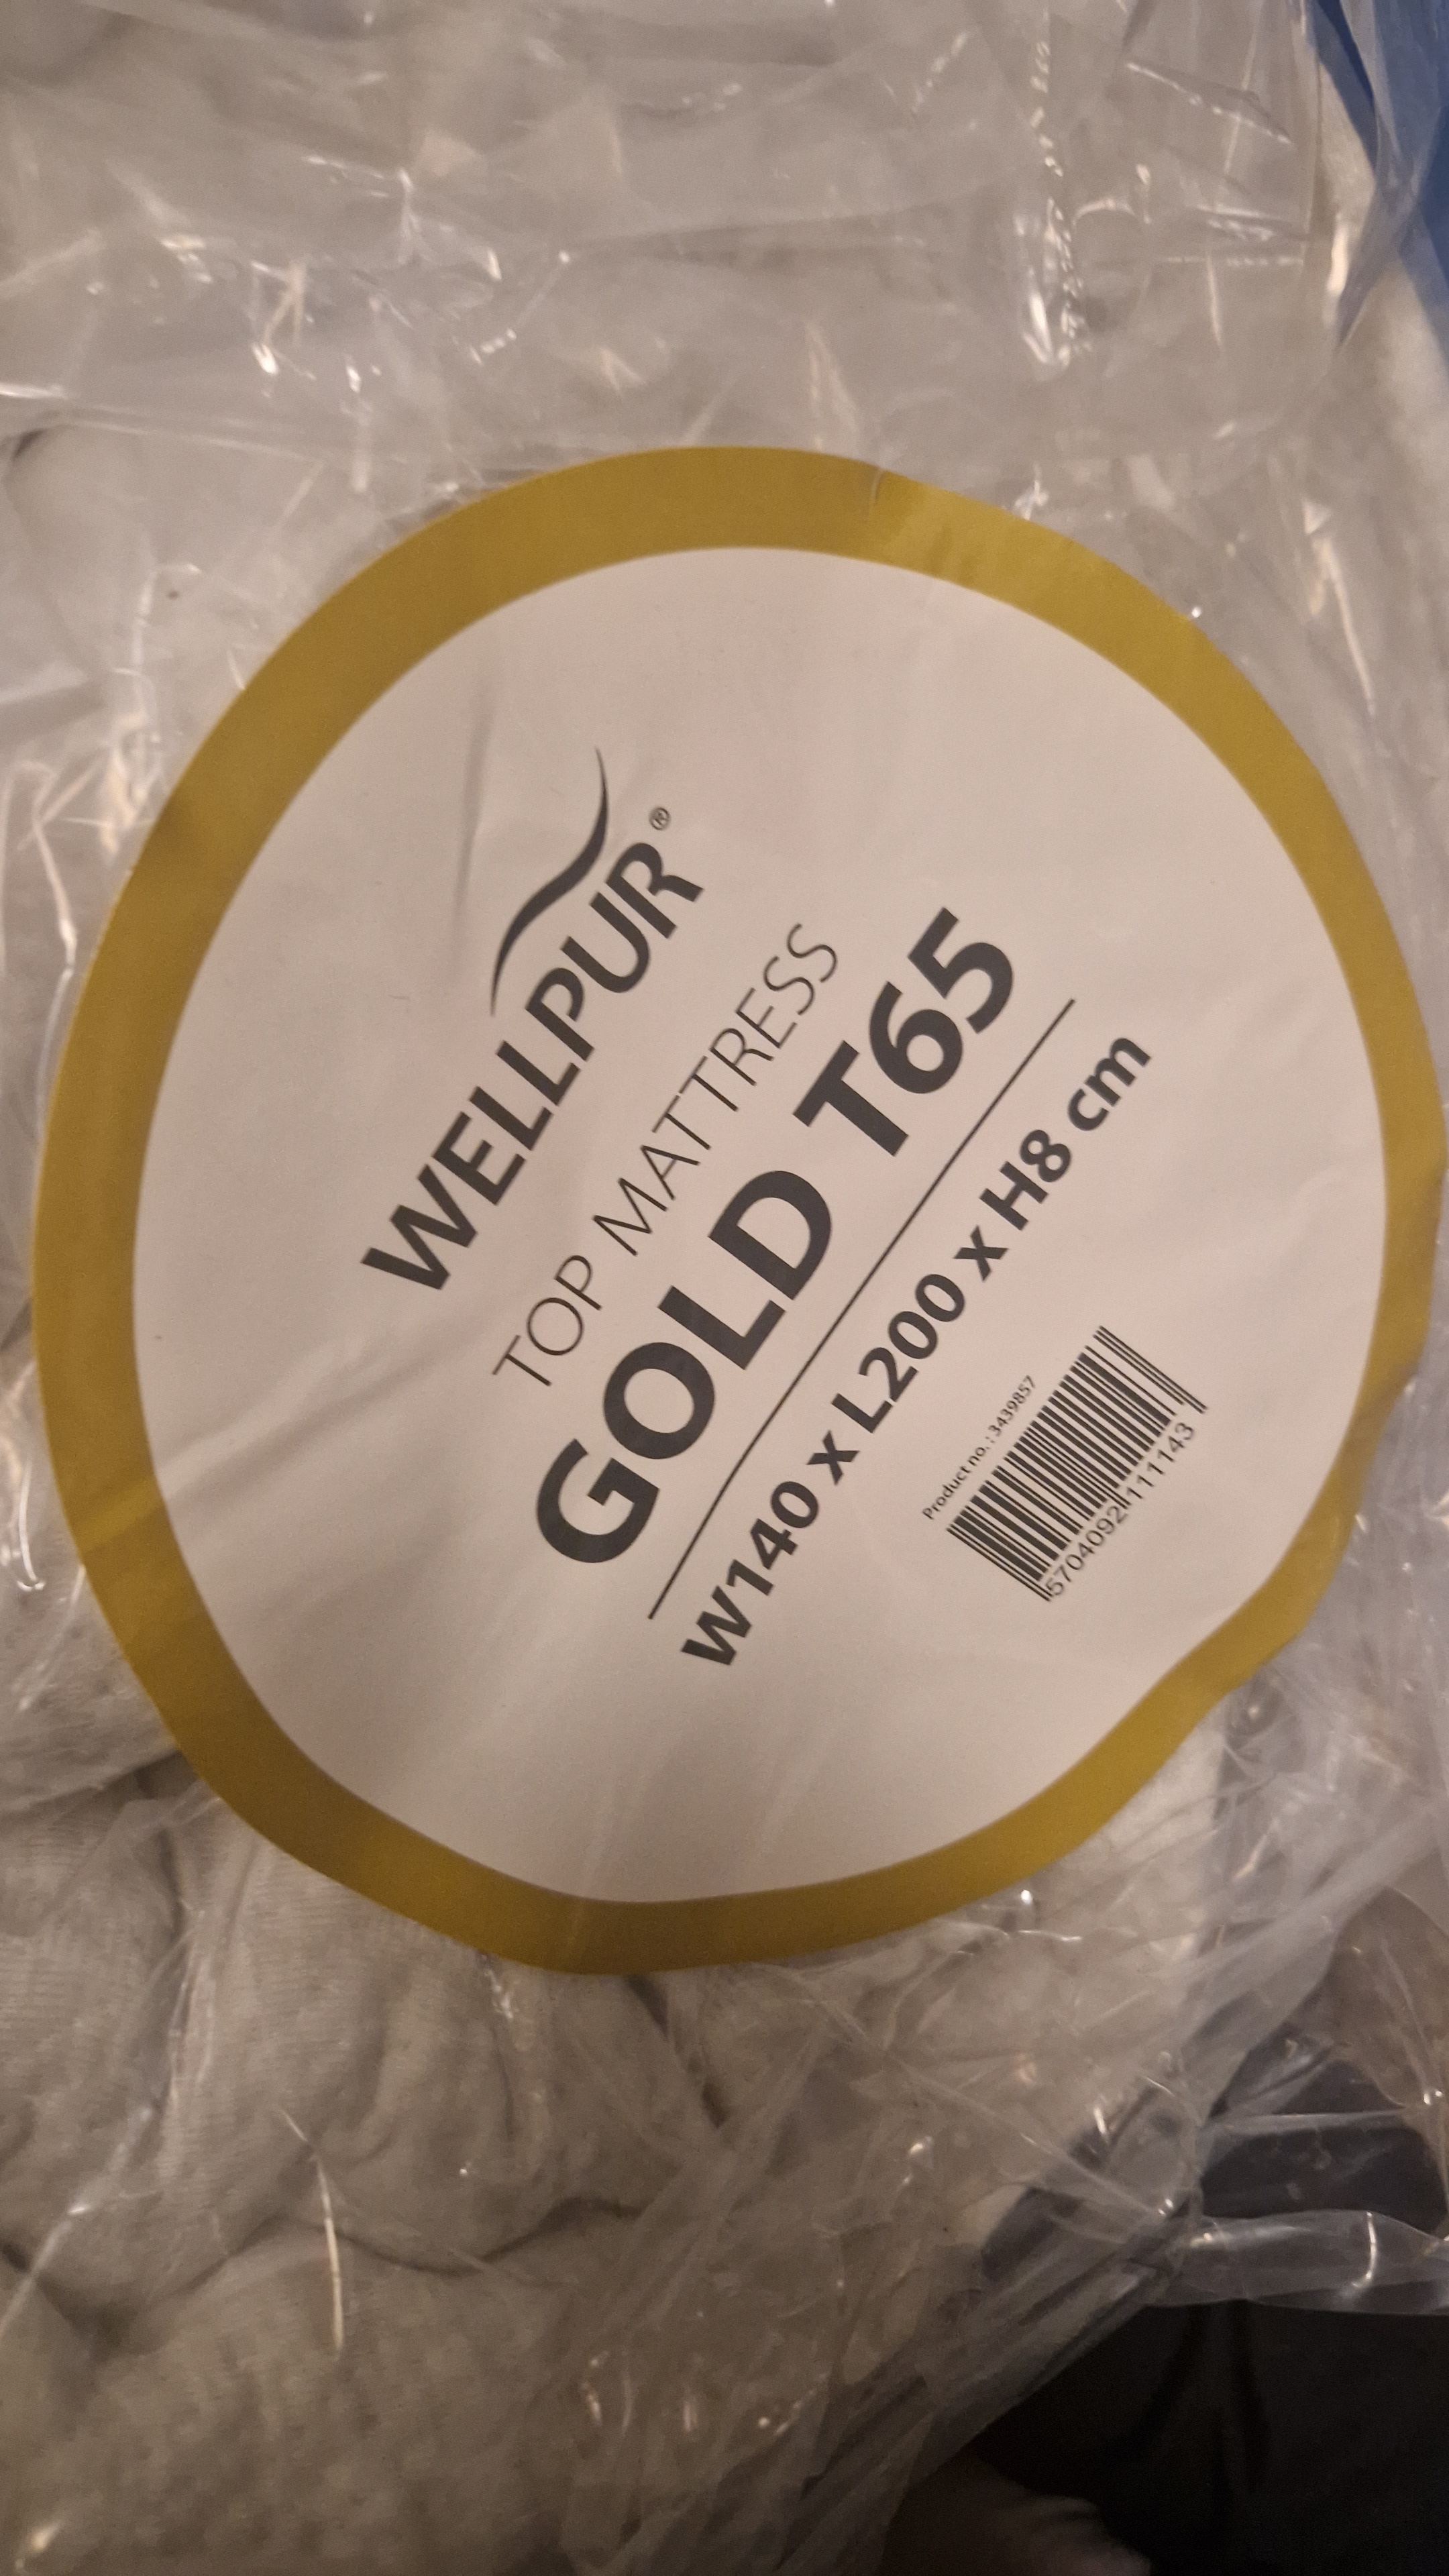 WELLPUR®
TOP MATTRESS
GOLD T65
W140 x L200 x H8 cm
Product no.: 3439857
5704092111143